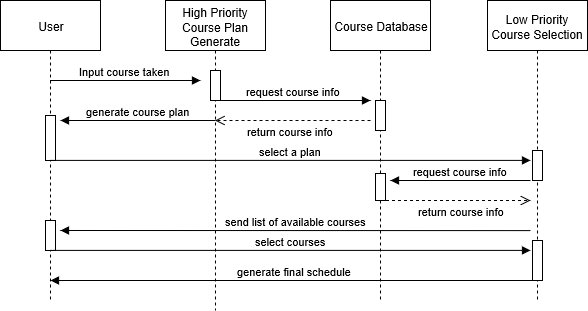 User
High Priority
Course Plan
Generate
Course Database
Low Priority
Course Selection
Input course taken
request course info
generate course plan
return course info
select a plan
request course info
return course info
send list of available courses
select courses
generate final schedule